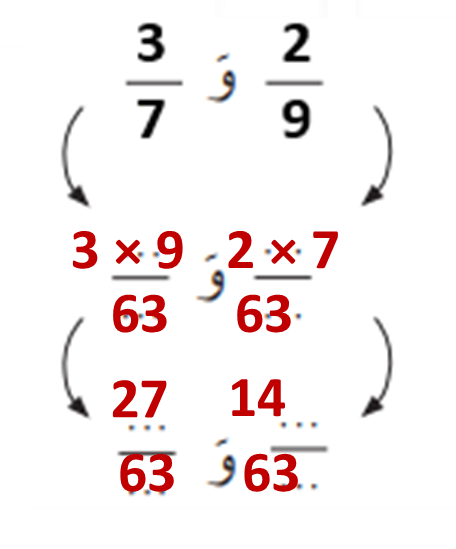 3/7 وَ 2/9
3 × 9/63 وَ 2 × 7/63
27/63 وَ 14/63